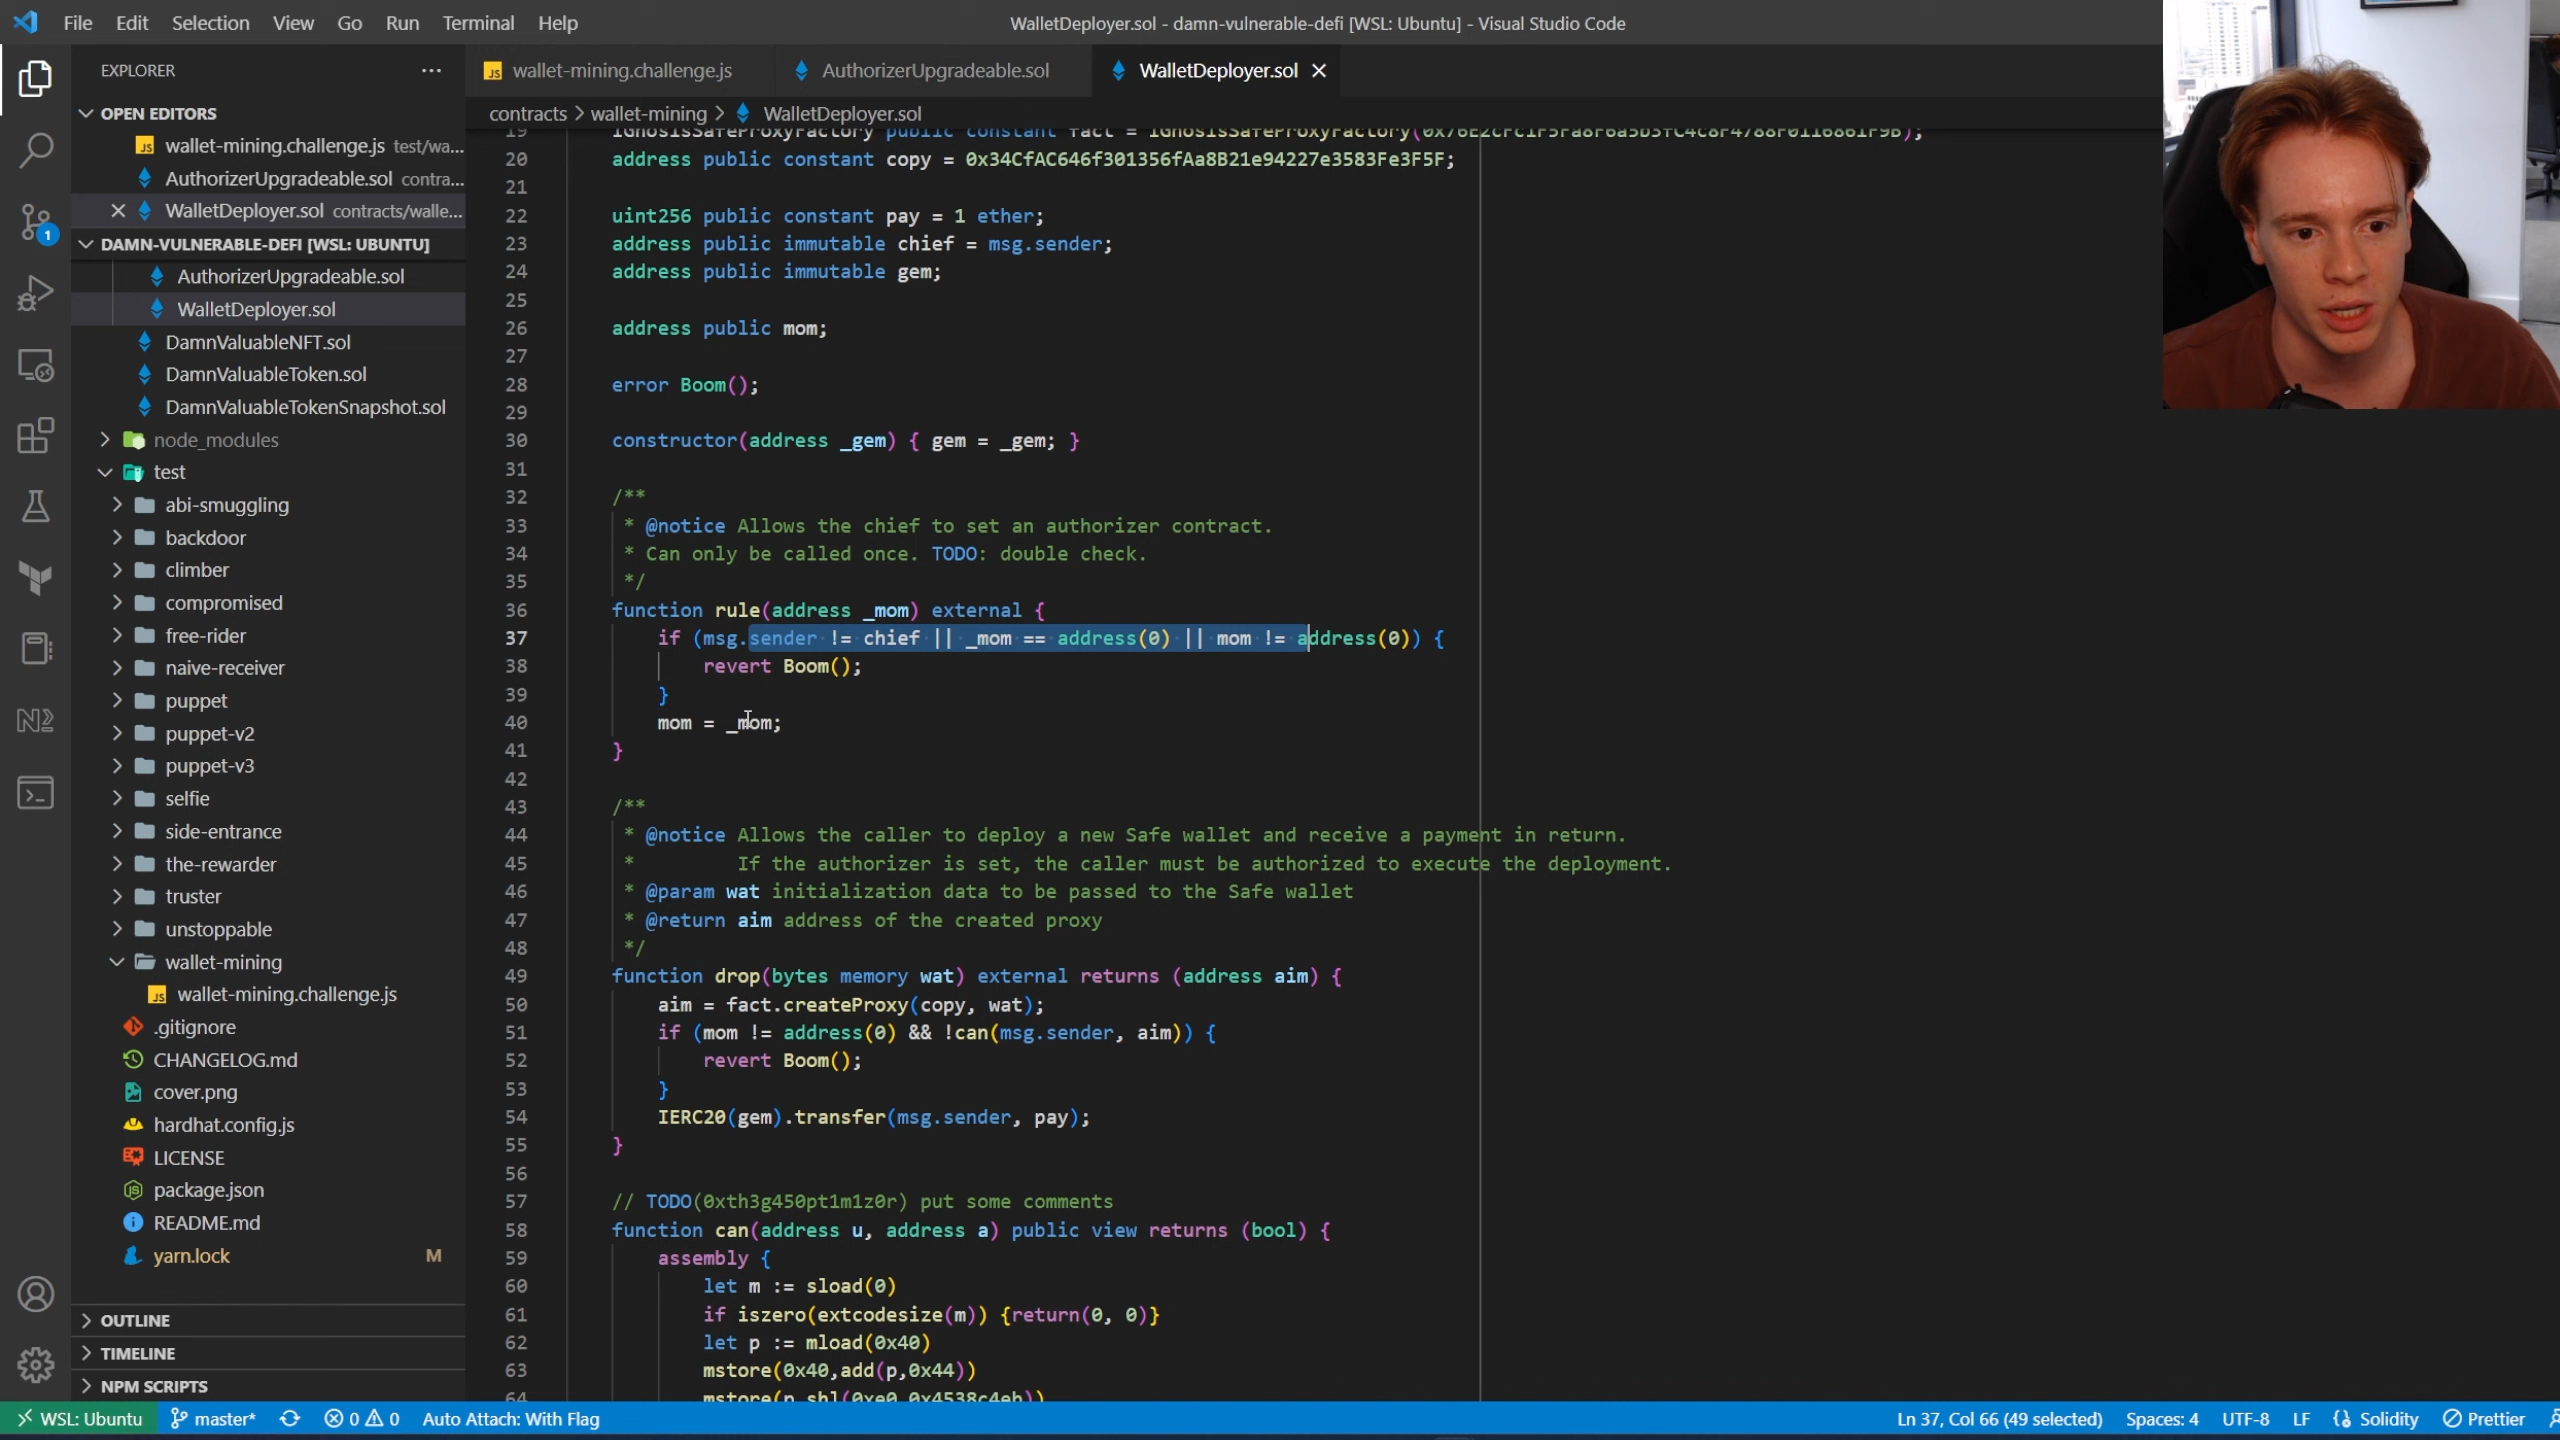 File Edit Selection View Go Run Terminal Help
WalletDeployer.sol - damn-vulnerable-defi [WSL: Ubuntu] - Visual Studio Code
EXPLORER
OPEN EDITORS
wallet-mining.challenge.js test/wa...
AuthorizerUpgradeable.sol contra...
WalletDeployer.sol contracts/walle...
DAMN-VULNERABLE-DEFI [WSL: UBUNTU]
1
AuthorizerUpgradeable.sol
WalletDeployer.sol
DamnValuableNFT.sol
DamnValuableToken.sol
DamnValuableTokenSnapshot.sol
node_modules
test
abi-smuggling
backdoor
climber
compromised
free-rider
naive-receiver
puppet
puppet-v2
puppet-v3
selfie
side-entrance
the-rewarder
truster
unstoppable
wallet-mining
wallet-mining.challenge.js
.gitignore
CHANGELOG.md
cover.png
hardhat.config.js
LICENSE
package.json
README.md
yarn.lock M
OUTLINE
TIMELINE
NPM SCRIPTS
wallet-mining.challenge.js AuthorizerUpgradeable.sol WalletDeployer.sol
contracts > wallet-mining > WalletDeployer.sol
19 IGnosisSafeProxyFactory public constant fact = IGnosisSafeProxyFactory(0x76E2cFc1F5Fa8F6a5b3fC4c8F4788F0116861F9B);
20 address public constant copy = 0x34CfAC646f301356fAa8B21e94227e3583Fe3F5F;
21
22 uint256 public constant pay = 1 ether;
23 address public immutable chief = msg.sender;
24 address public immutable gem;
25
26 address public mom;
27
28 error Boom();
29
30 constructor(address _gem) { gem = _gem; }
31
32 /**
33 * @notice Allows the chief to set an authorizer contract.
34 * Can only be called once. TODO: double check.
35 */
36 function rule(address _mom) external {
37 if (msg.sender != chief || _mom == address(0) || mom != address(0)) {
38 revert Boom();
39 }
40 mom = _mom;
41 }
42
43 /**
44 * @notice Allows the caller to deploy a new Safe wallet and receive a payment in return.
45 * If the authorizer is set, the caller must be authorized to execute the deployment.
46 * @param wat initialization data to be passed to the Safe wallet
47 * @return aim address of the created proxy
48 */
49 function drop(bytes memory wat) external returns (address aim) {
50 aim = fact.createProxy(copy, wat);
51 if (mom != address(0) && !can(msg.sender, aim)) {
52 revert Boom();
53 }
54 IERC20(gem).transfer(msg.sender, pay);
55 }
56
57 // TODO(0xth3g450pt1m1z0r) put some comments
58 function can(address u, address a) public view returns (bool) {
59 assembly {
60 let m := sload(0)
61 if iszero(extcodesize(m)) {return(0, 0)}
62 let p := mload(0x40)
63 mstore(0x40,add(p,0x44))
64 mstore(p,shl(0xe0,0x4538c4eb))
WSL: Ubuntu master* 0 0 Auto Attach: With Flag
Ln 37, Col 66 (49 selected) Spaces: 4 UTF-8 LF Solidity Prettier